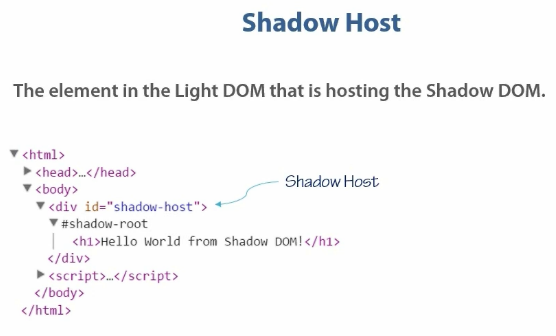 Shadow Host
The element in the Light DOM that is hosting the Shadow DOM.
<html>
<head>…</head>
<body>
<div id="shadow-host">
Shadow Host
#shadow-root
<h1>Hello World from Shadow DOM!</h1>
</div>
<script>…</script>
</body>
</html>